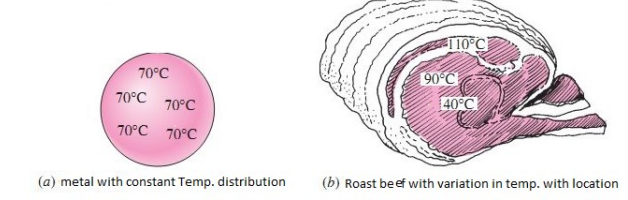 70°C
70°C 70°C
70°C 70°C
(a) metal with constant Temp. distribution
110°C
90°C
40°C
(b) Roast beef with variation in temp. with location